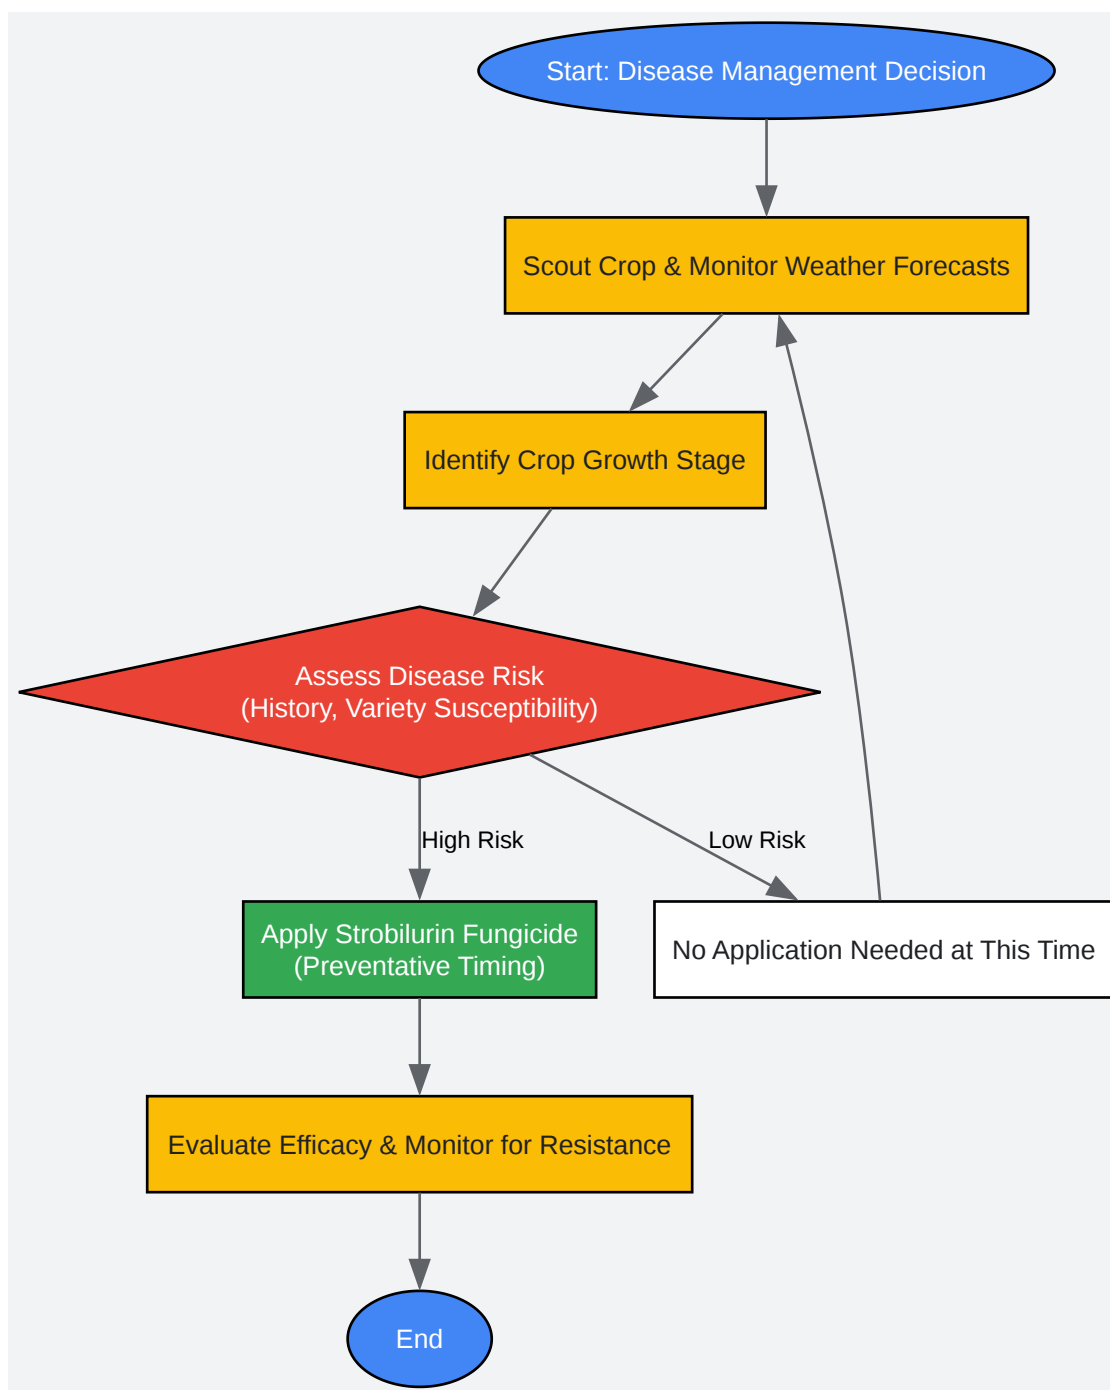 Start: Disease Management Decision
Scout Crop & Monitor Weather Forecasts
Identify Crop Growth Stage
Assess Disease Risk
(History, Variety Susceptibility)
High Risk
Low Risk
Apply Strobilurin Fungicide
(Preventative Timing)
No Application Needed at This Time
Evaluate Efficacy & Monitor for Resistance
End